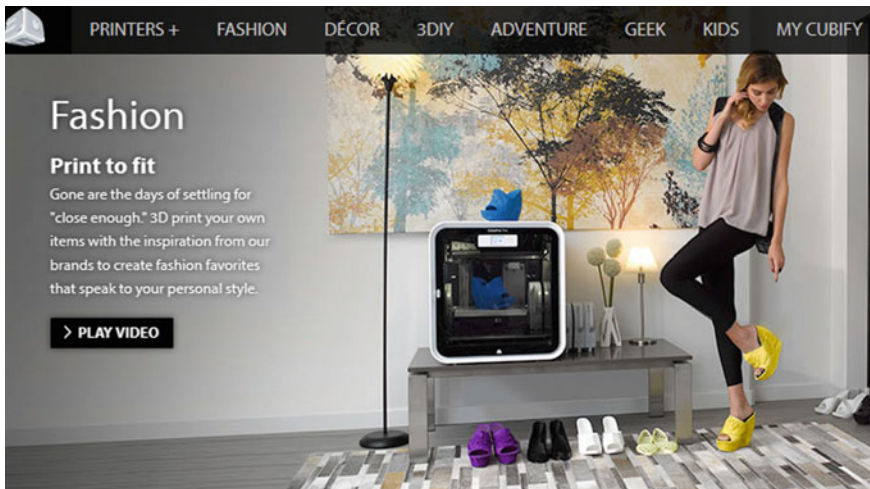 PRINTERS + FASHION DÉCOR 3DIY ADVENTURE GEEK KIDS MY CUBIFY
Fashion
Print to fit
Gone are the days of settling for
"close enough." 3D print your own
items with the inspiration from our
brands to create fashion favorites
that speak to your personal style.
> PLAY VIDEO